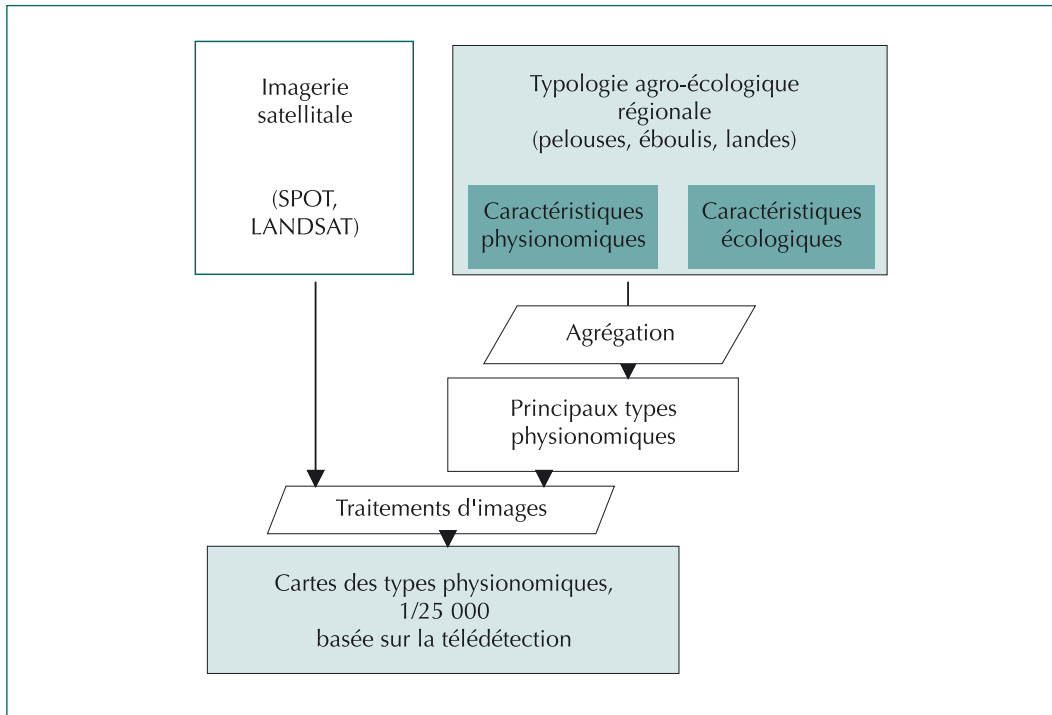 Imagerie
satellitale
(SPOT,
LANDSAT)
Typologie agro-écologique
régionale
(pelouses, éboulis, landes)
Caractéristiques
physionomiques
Caractéristiques
écologiques
Agrégation
Principaux types
physionomiques
Traitements d'images
Cartes des types physionomiques,
1/25 000
basée sur la télédétection